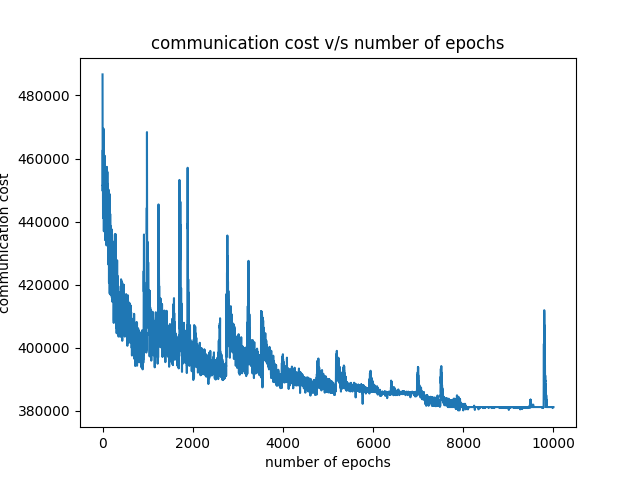 communication cost v/s number of epochs
480000
460000
440000
420000
400000
380000
communication cost
0 2000 4000 6000 8000 10000
number of epochs